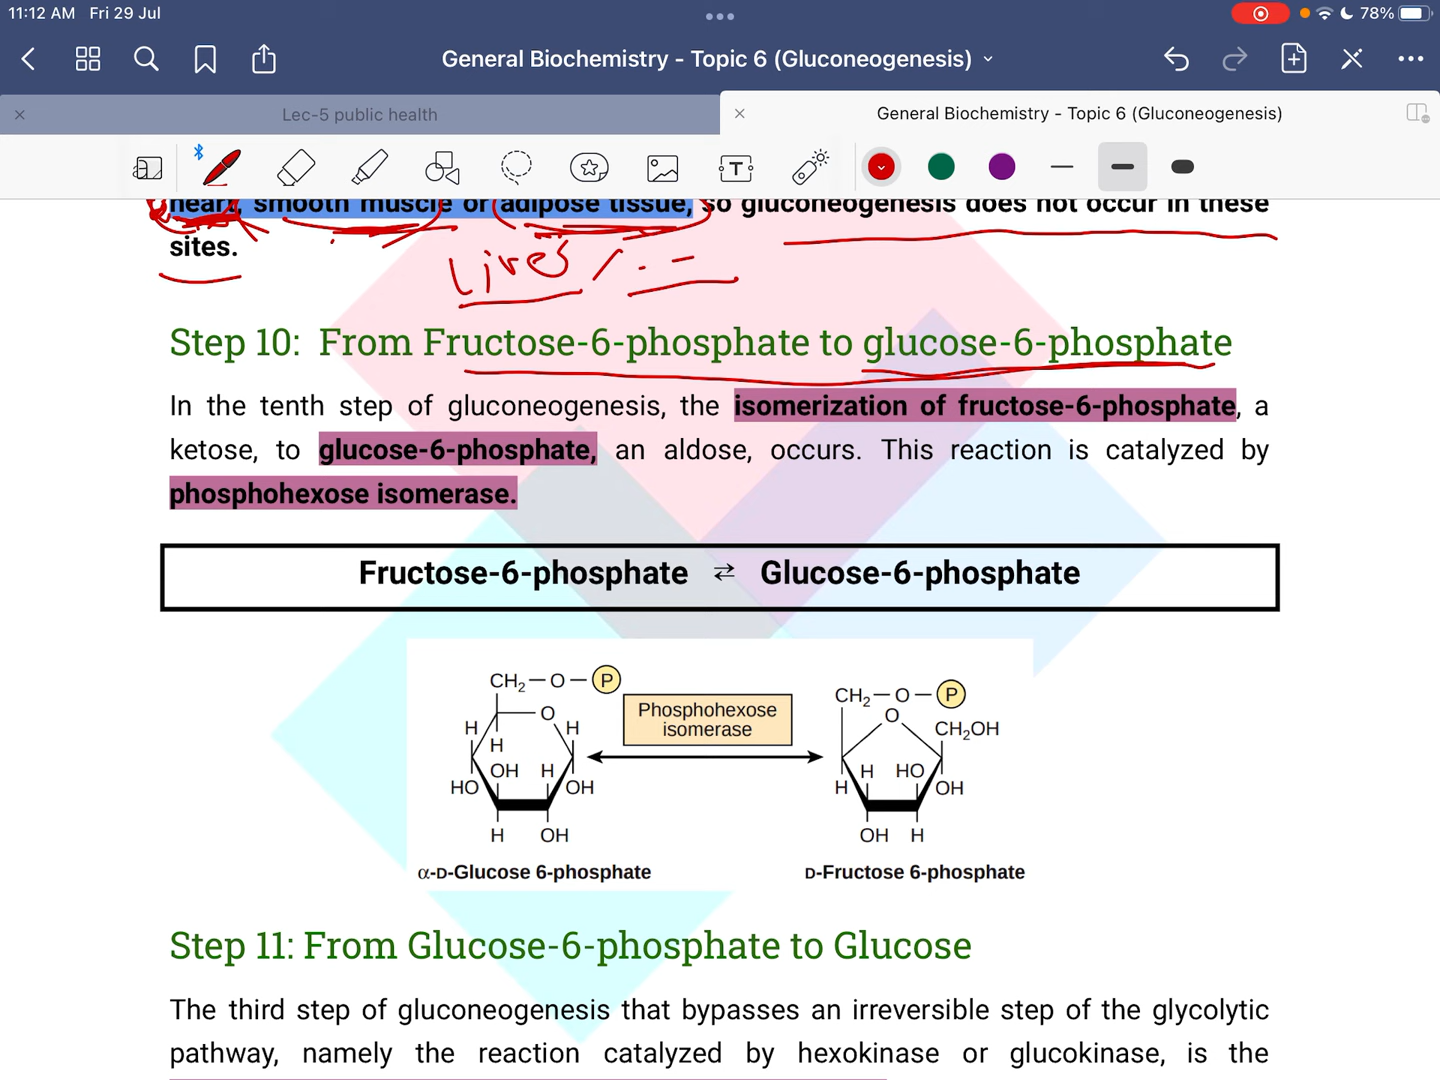 11:12 AM Fri 29 Jul
78%
General Biochemistry - Topic 6 (Gluconeogenesis)
Lec-5 public health
General Biochemistry - Topic 6 (Gluconeogenesis)
T
heart, smooth muscle or adipose tissue, so gluconeogenesis does not occur in these
sites.
Step 10: From Fructose-6-phosphate to glucose-6-phosphate
In the tenth step of gluconeogenesis, the isomerization of fructose-6-phosphate, a
ketose, to glucose-6-phosphate, an aldose, occurs. This reaction is catalyzed by
phosphohexose isomerase.
Fructose-6-phosphate ⇄ Glucose-6-phosphate
CH2—O—P
O
H H
H
OH H
HO OH
H OH
α-D-Glucose 6-phosphate
Phosphohexose
isomerase
CH2—O—P
O
CH2OH
H HO
H OH
OH H
D-Fructose 6-phosphate
Step 11: From Glucose-6-phosphate to Glucose
The third step of gluconeogenesis that bypasses an irreversible step of the glycolytic
pathway, namely the reaction catalyzed by hexokinase or glucokinase, is the